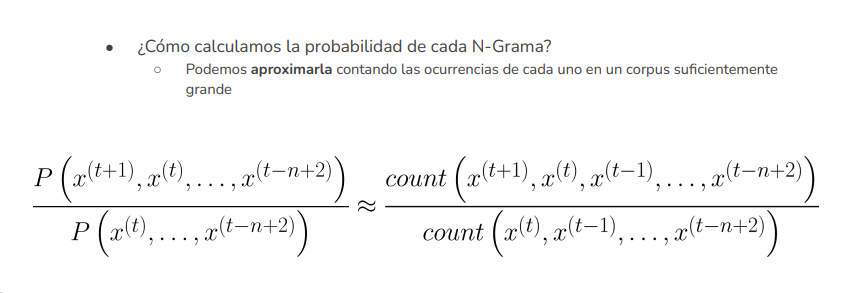 ● ¿Cómo calculamos la probabilidad de cada N-Grama?
○ Podemos aproximarla contando las ocurrencias de cada uno en un corpus suficientemente
grande
\frac{P\left(x^{(t+1)}, x^{(t)}, \ldots, x^{(t-n+2)}\right)}{P\left(x^{(t)}, \ldots, x^{(t-n+2)}\right)} \approx \frac{count\left(x^{(t+1)}, x^{(t)}, x^{(t-1)}, \ldots, x^{(t-n+2)}\right)}{count\left(x^{(t)}, x^{(t-1)}, \ldots, x^{(t-n+2)}\right)}